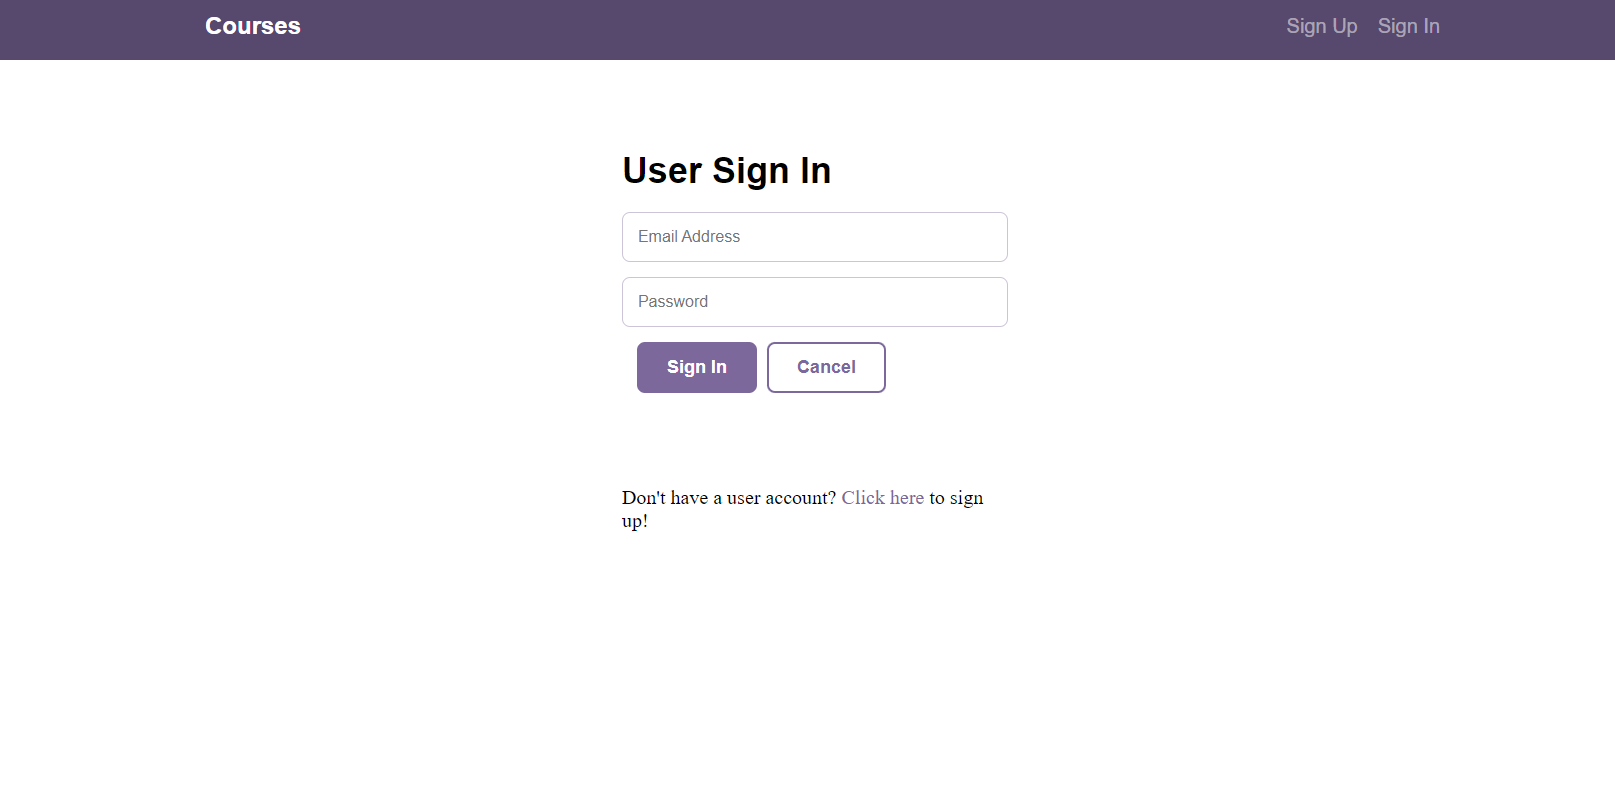 Courses
Sign Up Sign In
User Sign In
Email Address
Password
Sign In
Cancel
Don't have a user account? Click here to sign
up!